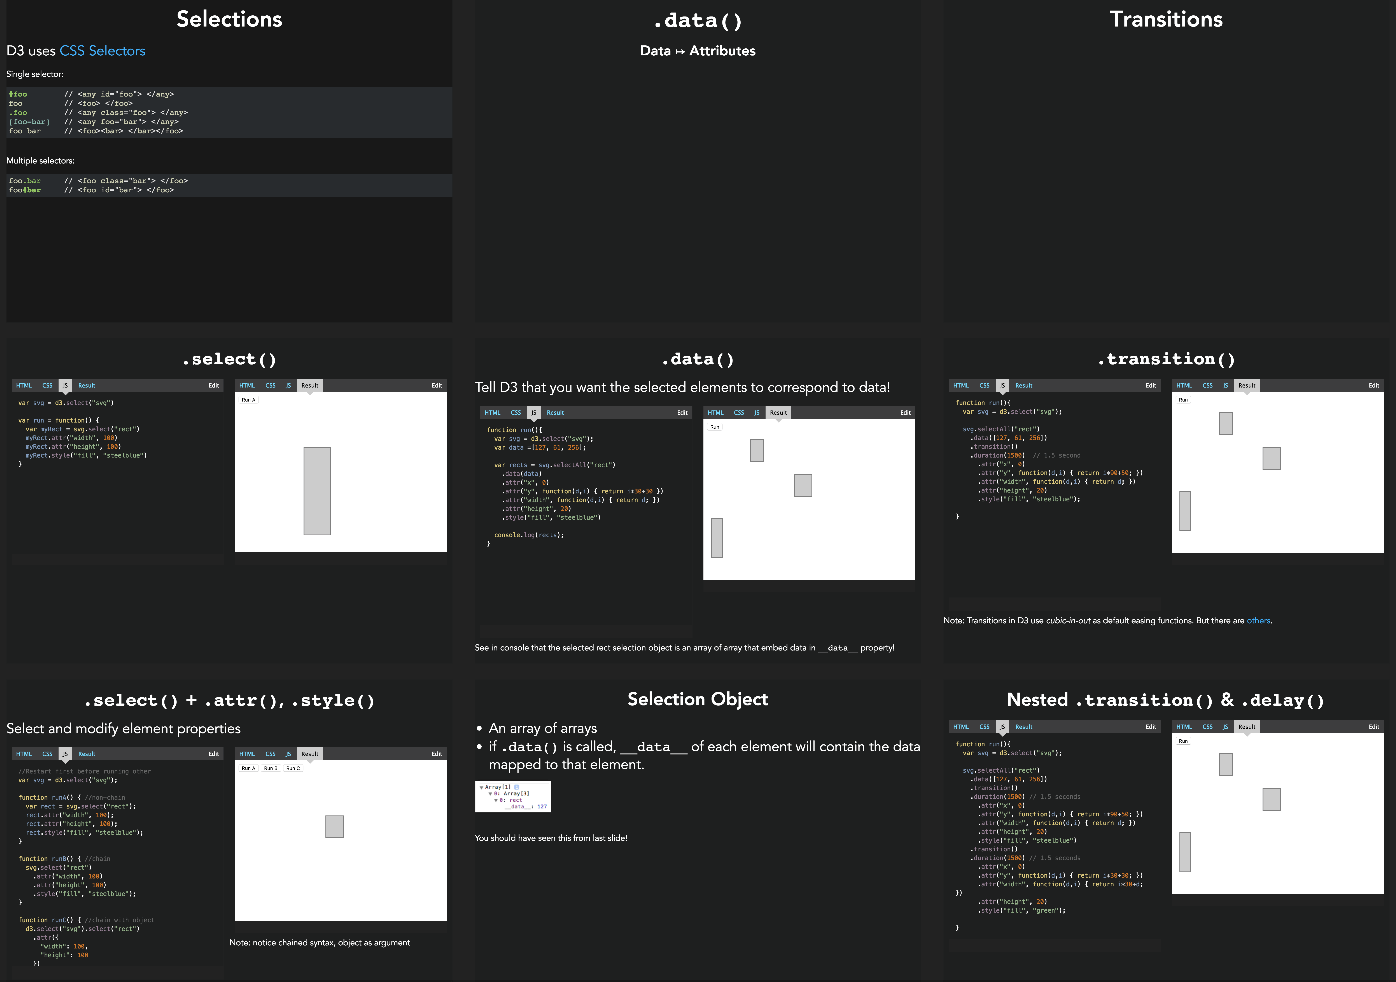 Selections
D3 uses CSS Selectors
Single selector:
#foo // <any id="foo"> </any>
foo // <foo> </foo>
.foo // <any class="foo"> </any>
[foo=bar] // <any foo="bar"> </any>
foo bar // <foo><bar> </bar></foo>
Multiple selectors:
foo.bar // <foo class="bar"> </foo>
foo#bar // <foo id="bar"> </foo>
.data()
Data ↦ Attributes
Transitions
.select()
HTML CSS JS Result Edit
var svg = d3.select("svg")
var run = function() {
var myRect = svg.select("rect")
myRect.attr("width", 100)
myRect.attr("height", 100)
myRect.style("fill", "steelblue")
}
HTML CSS JS Result Edit
Run A
.data()
Tell D3 that you want the selected elements to correspond to data!
HTML CSS JS Result Edit
function run(){
var svg = d3.select("svg");
var data =[127, 61, 256];
var rects = svg.selectAll("rect")
.data(data)
.attr("x", 0)
.attr("y", function(d,i) { return i*30+30 })
.attr("width", function(d,i) { return d; })
.attr("height", 20)
.style("fill", "steelblue")
console.log(rects);
}
HTML CSS JS Result Edit
Run
See in console that the selected rect selection object is an array of array that embed data in __data__ property!
.transition()
HTML CSS JS Result Edit
function run(){
var svg = d3.select("svg");
svg.selectAll("rect")
.data([127, 61, 256])
.transition()
.duration(1500) // 1.5 second
.attr("x", 0)
.attr("y", function(d,i) { return i*90+50; })
.attr("width", function(d,i) { return d; })
.attr("height", 20)
.style("fill", "steelblue");
}
HTML CSS JS Result Edit
Run
Note: Transitions in D3 use cubic-in-out as default easing functions. But there are others.
.select() + .attr(), .style()
Select and modify element properties
HTML CSS JS Result Edit
//Restart first before running other
var svg = d3.select("svg");
function runA() { //non-chain
var rect = svg.select("rect");
rect.attr("width", 100);
rect.attr("height", 100);
rect.style("fill", "steelblue");
}
function runB() { //chain
svg.select("rect")
.attr("width", 100)
.attr("height", 100)
.style("fill", "steelblue");
}
function runC() { //chain with object
d3.select("svg").select("rect")
.attr({
"width": 100,
"height": 100
})
HTML CSS JS Result Edit
Run A Run B Run C
Note: notice chained syntax, object as argument
Selection Object
• An array of arrays
• if .data() is called, __data__ of each element will contain the data
mapped to that element.
▼Array[1]
▼0: Array[3]
▼0: rect
__data__: 127
You should have seen this from last slide!
Nested .transition() & .delay()
HTML CSS JS Result Edit
function run(){
var svg = d3.select("svg");
svg.selectAll("rect")
.data([127, 61, 256])
.transition()
.duration(1500) // 1.5 seconds
.attr("x", 0)
.attr("y", function(d,i) { return i*90+50; })
.attr("width", function(d,i) { return d; })
.attr("height", 20)
.style("fill", "steelblue")
.transition()
.duration(1500) // 1.5 seconds
.attr("x", 0)
.attr("y", function(d,i) { return i*30+30; })
.attr("width", function(d,i) { return i*30+d;
})
.attr("height", 20)
.style("fill", "green");
}
HTML CSS JS Result Edit
Run